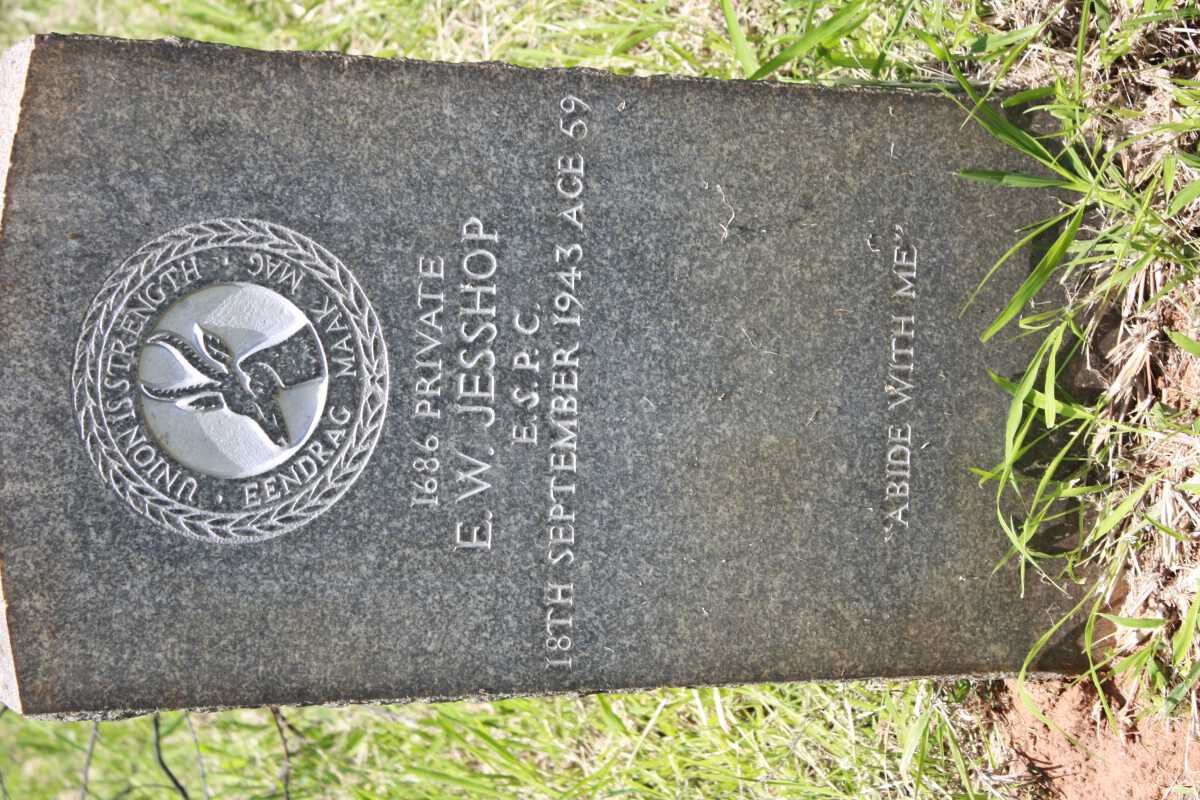 UNION IS STRENGTH · EENDRAG MAAK MAG ·
1686 PRIVATE
E. W. JESSHOP
E.S.P.C.
18TH SEPTEMBER 1943 AGE 59
"ABIDE WITH ME"